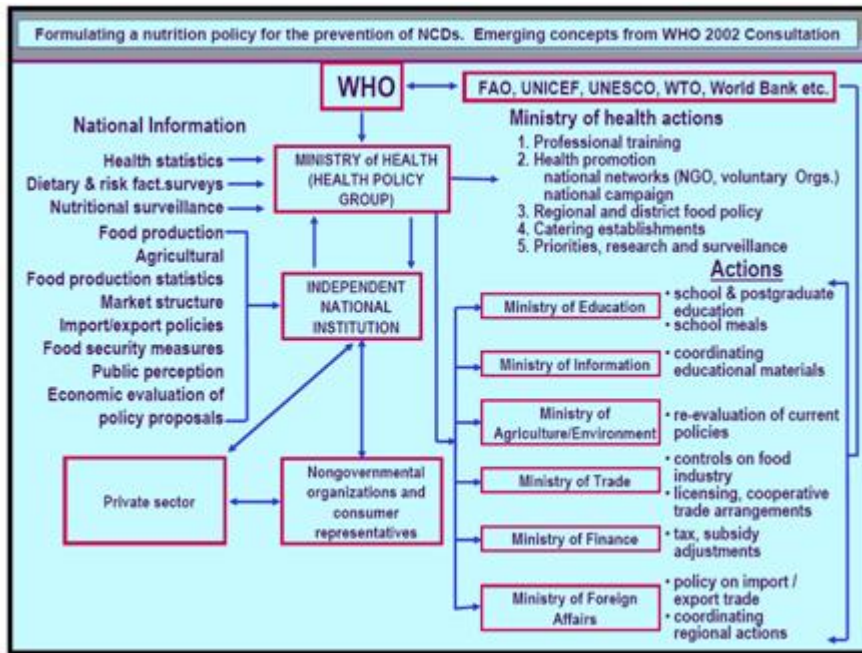 Formulating a nutrition policy for the prevention of NCDs. Emerging concepts from WHO 2002 Consultation
WHO
FAO, UNICEF, UNESCO, WTO, World Bank etc.
National Information
Health statistics
Dietary & risk fact.surveys
Nutritional surveillance
Food production
Agricultural
Food production statistics
Market structure
Import/export policies
Food security measures
Public perception
Economic evaluation of
policy proposals
MINISTRY of HEALTH
(HEALTH POLICY
GROUP)
INDEPENDENT
NATIONAL
INSTITUTION
Private sector
Nongovernmental
organizations and
consumer
representatives
Ministry of health actions
1. Professional training
2. Health promotion
national networks (NGO, voluntary Orgs.)
national campaign
3. Regional and district food policy
4. Catering establishments
5. Priorities, research and surveillance
Actions
Ministry of Education
• school & postgraduate
education
• school meals
Ministry of Information
• coordinating
educational materials
Ministry of
Agriculture/Environment
• re-evaluation of current
policies
Ministry of Trade
• controls on food
industry
• licensing, cooperative
trade arrangements
Ministry of Finance
• tax, subsidy
adjustments
Ministry of Foreign
Affairs
• policy on import /
export trade
• coordinating
regional actions